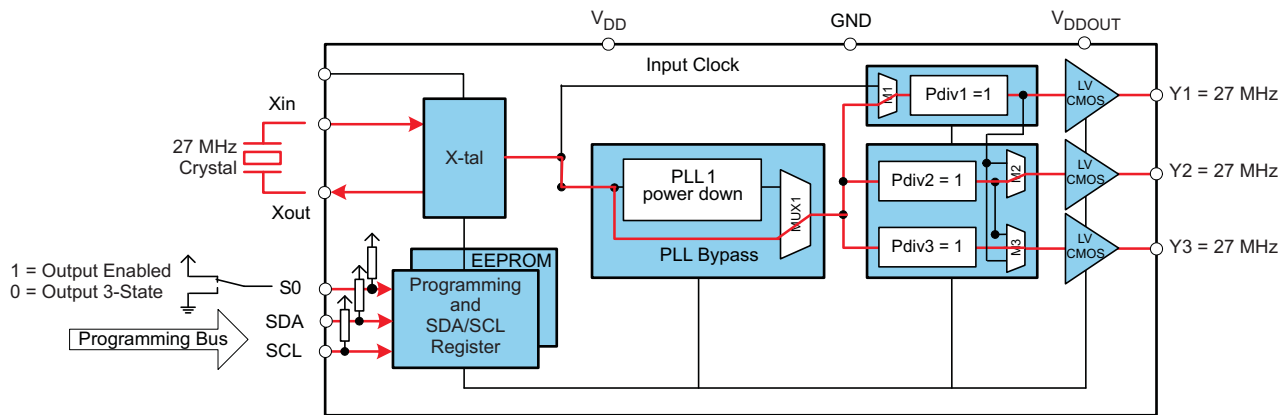 VDD
GND
VDDOUT
Input Clock
Xin
27 MHz
Crystal
Xout
X-tal
M1
Pdiv1 =1
LV
CMOS
Y1 = 27 MHz
PLL 1
power down
MUX1
PLL Bypass
Pdiv2 = 1
M2
LV
CMOS
Y2 = 27 MHz
Pdiv3 = 1
M3
LV
CMOS
Y3 = 27 MHz
EEPROM
Programming
and
SDA/SCL
Register
1 = Output Enabled
0 = Output 3-State
S0
SDA
SCL
Programming Bus